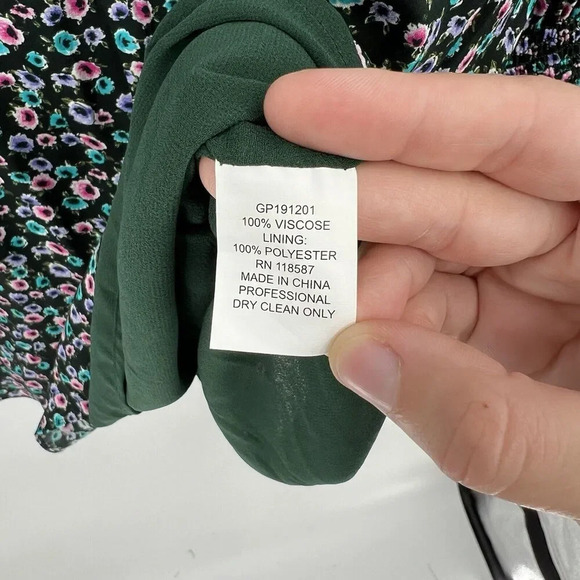 GP191201
100% VISCOSE
LINING:
100% POLYESTER
RN 118587
MADE IN CHINA
PROFESSIONAL
DRY CLEAN ONLY